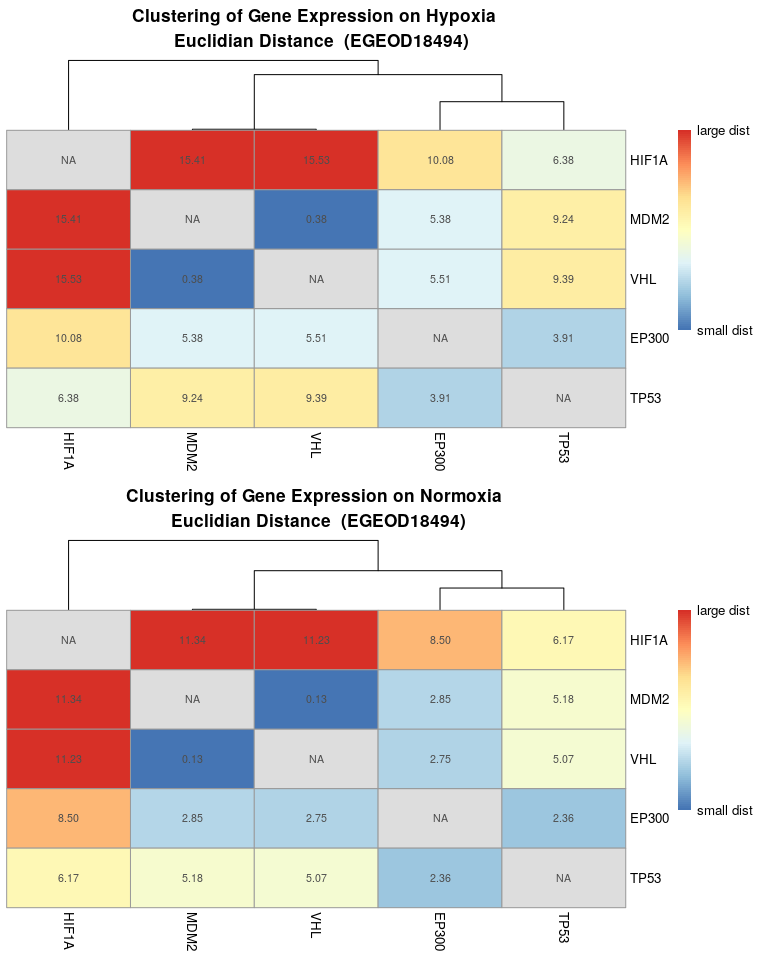 Clustering of Gene Expression on Hypoxia
Euclidian Distance (EGEOD18494)
large dist
NA 15.41 15.53 10.08 6.38 HIF1A
15.41 NA 0.38 5.38 9.24 MDM2
15.53 0.38 NA 5.51 9.39 VHL
small dist
10.08 5.38 5.51 NA 3.91 EP300
6.38 9.24 9.39 3.91 NA TP53
HIF1A MDM2 VHL EP300 TP53
Clustering of Gene Expression on Normoxia
Euclidian Distance (EGEOD18494)
large dist
NA 11.34 11.23 8.50 6.17 HIF1A
11.34 NA 0.13 2.85 5.18 MDM2
11.23 0.13 NA 2.75 5.07 VHL
small dist
8.50 2.85 2.75 NA 2.36 EP300
6.17 5.18 5.07 2.36 NA TP53
HIF1A MDM2 VHL EP300 TP53